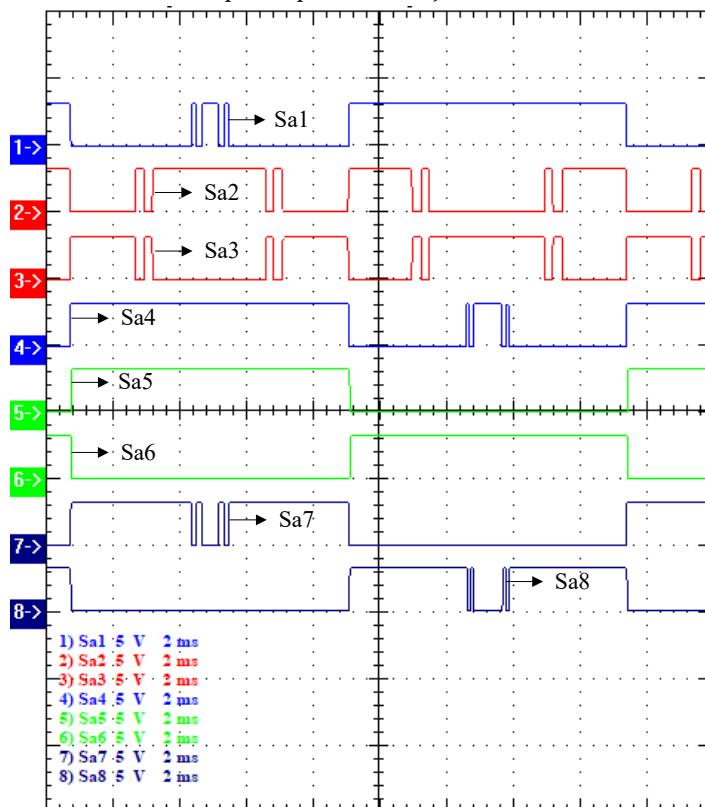 1->
Sa1
2->
Sa2
3->
Sa3
4->
Sa4
5->
Sa5
6->
Sa6
7->
Sa7
8->
Sa8
1) Sa1 5 V 2 ms
2) Sa2 5 V 2 ms
3) Sa3 5 V 2 ms
4) Sa4 5 V 2 ms
5) Sa5 5 V 2 ms
6) Sa6 5 V 2 ms
7) Sa7 5 V 2 ms
8) Sa8 5 V 2 ms